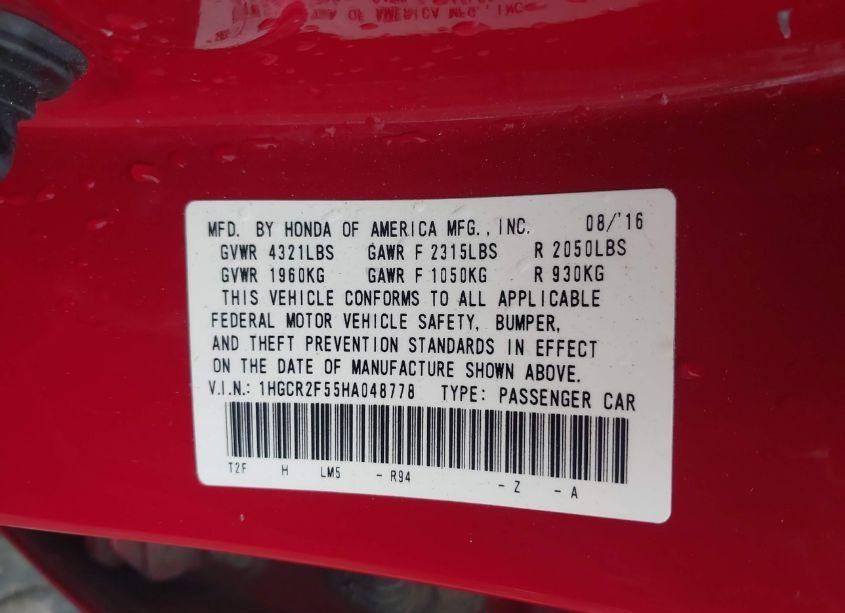 MFD. BY HONDA OF AMERICA MFG., INC. 08/'16
GVWR 4321LBS GAWR F 2315LBS R 2050LBS
GVWR 1960KG GAWR F 1050KG R 930KG
THIS VEHICLE CONFORMS TO ALL APPLICABLE
FEDERAL MOTOR VEHICLE SAFETY, BUMPER,
AND THEFT PREVENTION STANDARDS IN EFFECT
ON THE DATE OF MANUFACTURE SHOWN ABOVE.
V.I.N.: 1HGCR2F55HA048778 TYPE: PASSENGER CAR
T2F H LM5 - R94 - Z - A